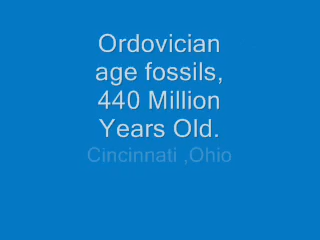 Ordovician
age fossils,
440 Million
Years Old.
Cincinnati ,Ohio